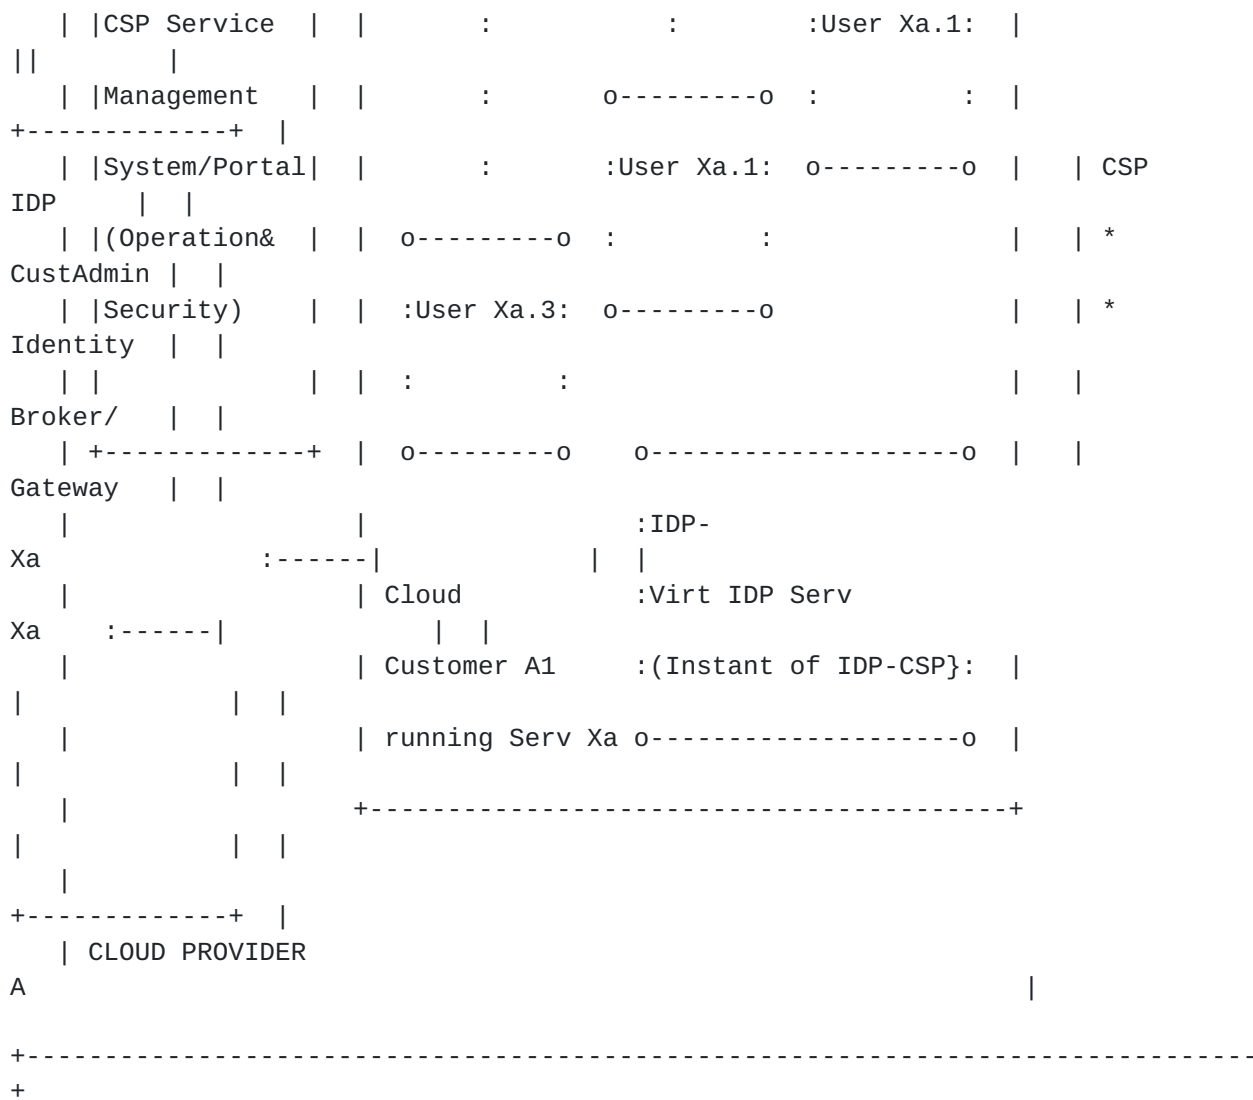 | |CSP Service  |  |       :           :        :User Xa.1:  |
||        |
   | |Management   |  |       :       o---------o  :         :  |
+-------------+  |
   | |System/Portal|  |       :       :User Xa.1:  o---------o  |   | CSP
IDP     |  |
   | |(Operation&  |  |  o---------o  :         :               |   | *
CustAdmin |  |
   | |Security)    |  |  :User Xa.3:  o---------o               |   | *
Identity  |  |
   | |             |  |  :         :                            |   |
Broker/   |  |
   | +-------------+  |  o---------o    o--------------------o  |   |
Gateway   |  |
   |                  |                 :IDP-
Xa              :------|             |  |
   |                  | Cloud           :Virt IDP Serv
Xa    :------|             |  |
   |                  | Customer A1     :(Instant of IDP-CSP}:  |
|             |  |
   |                  | running Serv Xa o--------------------o  |
|             |  |
   |                  +-----------------------------------------+
|             |  |
   |
+-------------+  |
   | CLOUD PROVIDER
A                                                                |

+-------------------------------------------------------------------------------
+